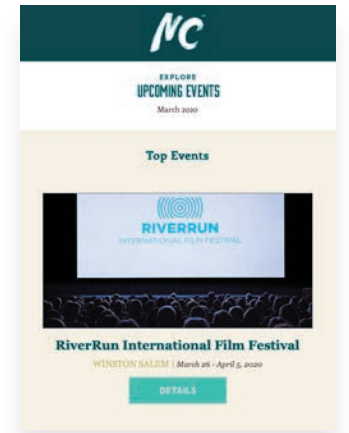 NC
EXPLORE
UPCOMING EVENTS
March 2020
Top Events
RIVERRUN
INTERNATIONAL FILM FESTIVAL
RiverRun International Film Festival
WINSTON SALEM | March 26 - April 5, 2020
DETAILS